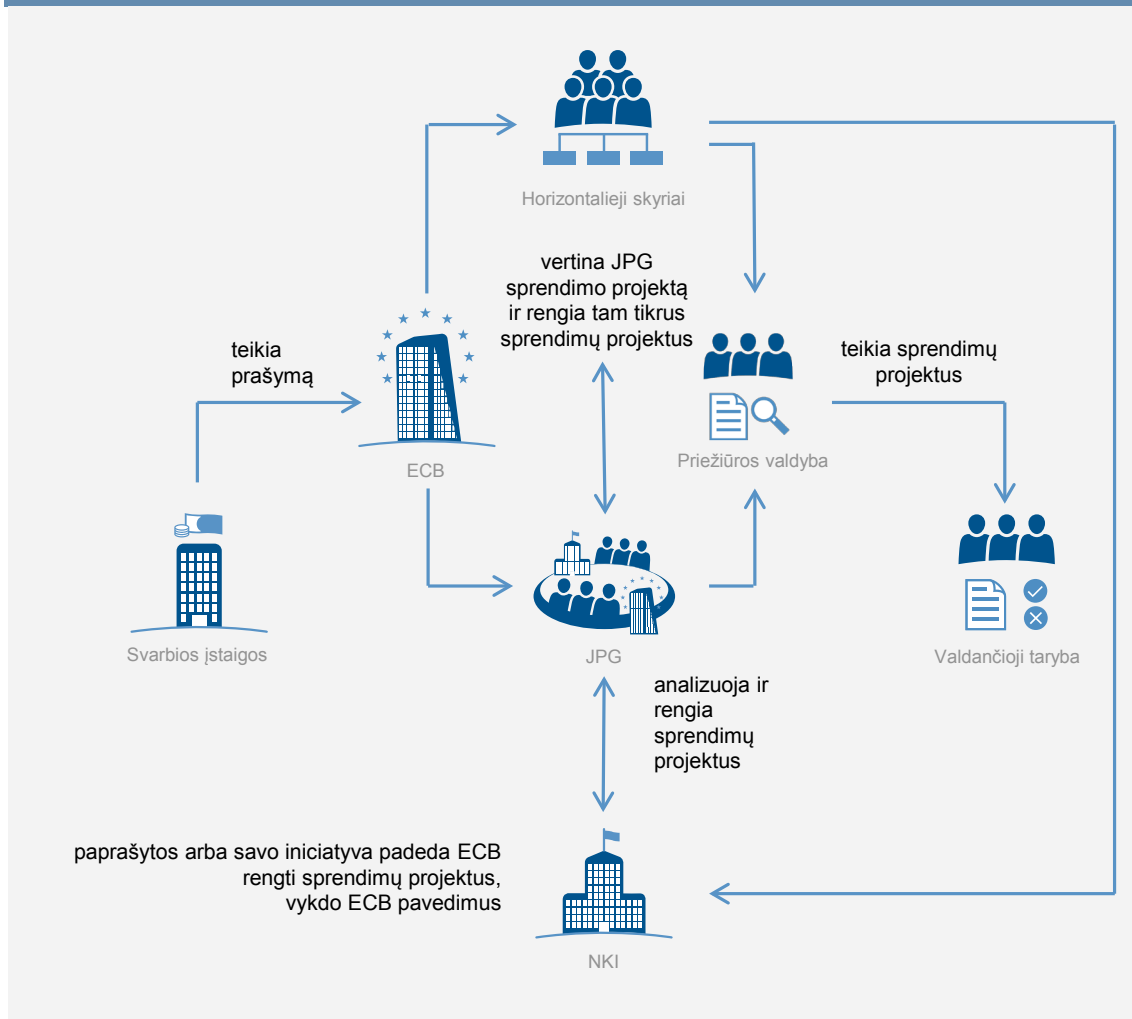 Horizontalieji skyriai
vertina JPG
sprendimo projektą
ir rengia tam tikrus
sprendimų projektus
teikia
prašymą
teikia sprendimų
projektus
ECB
Priežiūros valdyba
Svarbios įstaigos
JPG
Valdančioji taryba
analizuoja ir
rengia
sprendimų
projektus
paprašytos arba savo iniciatyva padeda ECB
rengti sprendimų projektus,
vykdo ECB pavedimus
NKI